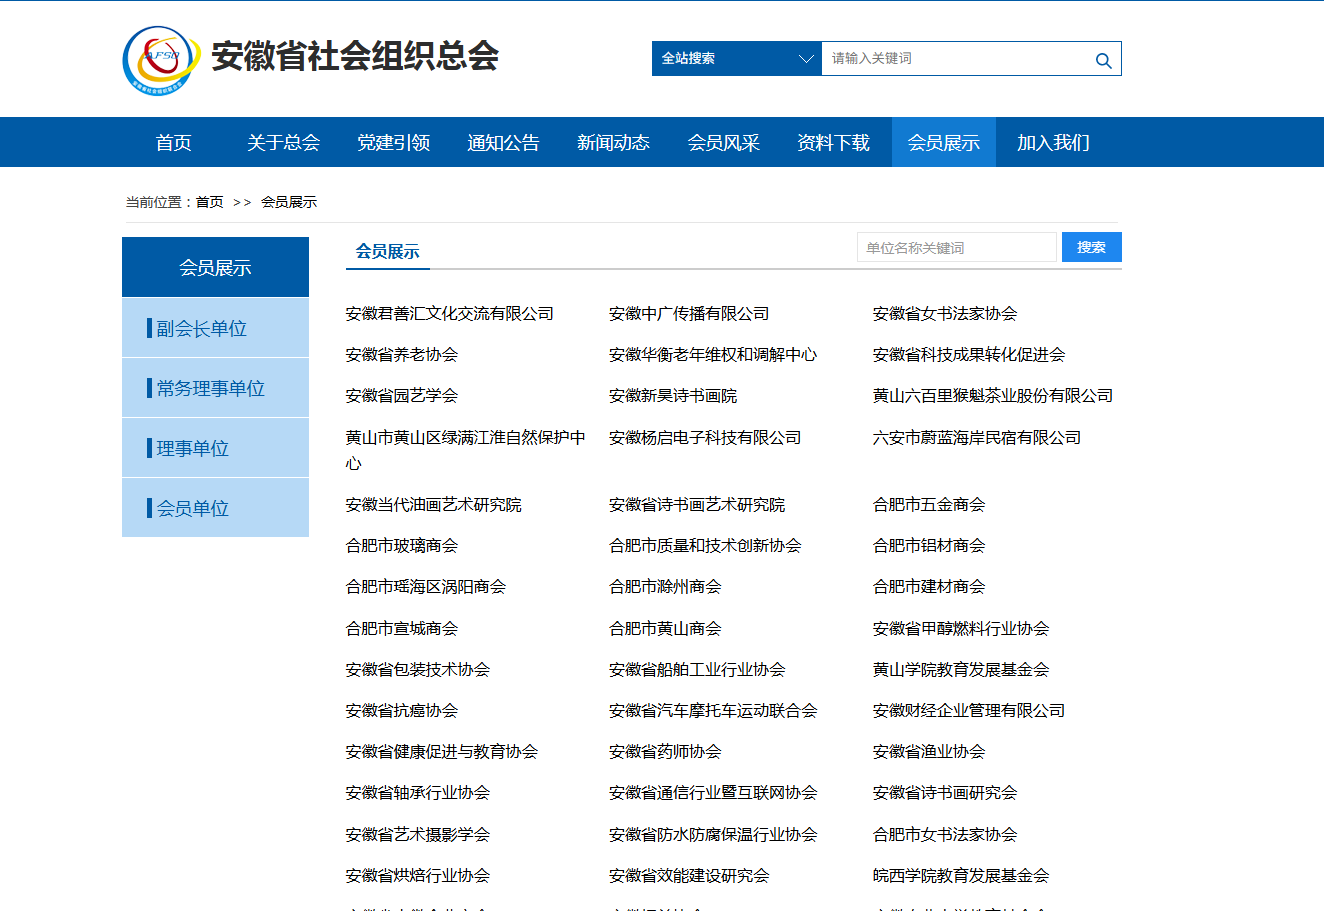 AFSO
安徽省社会组织总会
全站搜索
请输入关键词
首页 关于总会 党建引领 通知公告 新闻动态 会员风采 资料下载 会员展示 加入我们
当前位置：首页 >> 会员展示
会员展示
副会长单位
常务理事单位
理事单位
会员单位
会员展示
单位名称关键词
搜索
安徽君善汇文化交流有限公司 安徽中广传播有限公司 安徽省女书法家协会
安徽省养老协会 安徽华衡老年维权和调解中心 安徽省科技成果转化促进会
安徽省园艺学会 安徽新昊诗书画院 黄山六百里猴魁茶业股份有限公司
黄山市黄山区绿满江淮自然保护中心 安徽杨启电子科技有限公司 六安市蔚蓝海岸民宿有限公司
安徽当代油画艺术研究院 安徽省诗书画艺术研究院 合肥市五金商会
合肥市玻璃商会 合肥市质量和技术创新协会 合肥市铝材商会
合肥市瑶海区涡阳商会 合肥市滁州商会 合肥市建材商会
合肥市宣城商会 合肥市黄山商会 安徽省甲醇燃料行业协会
安徽省包装技术协会 安徽省船舶工业行业协会 黄山学院教育发展基金会
安徽省抗癌协会 安徽省汽车摩托车运动联合会 安徽财经企业管理有限公司
安徽省健康促进与教育协会 安徽省药师协会 安徽省渔业协会
安徽省轴承行业协会 安徽省通信行业暨互联网协会 安徽省诗书画研究会
安徽省艺术摄影学会 安徽省防水防腐保温行业协会 合肥市女书法家协会
安徽省烘焙行业协会 安徽省效能建设研究会 皖西学院教育发展基金会